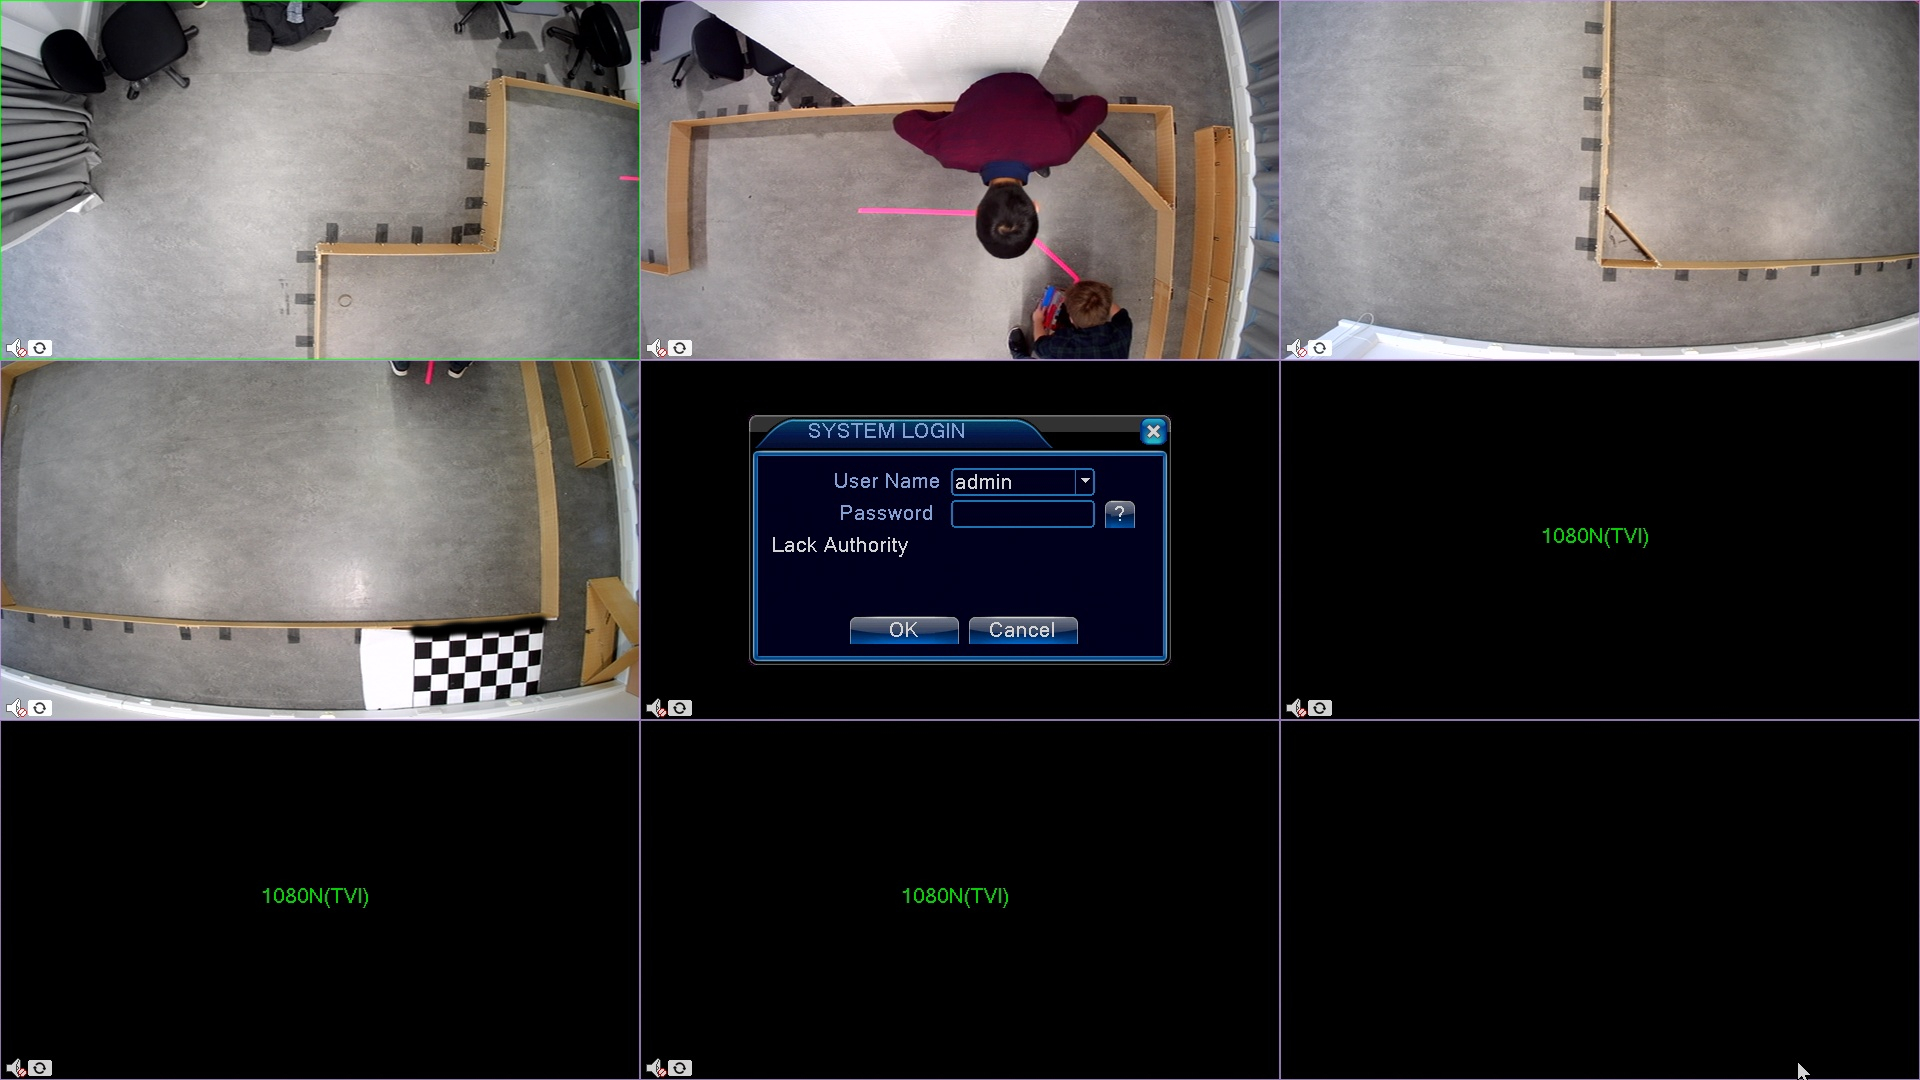 SYSTEM LOGIN
User Name admin
Password ?
Lack Authority
OK Cancel
1080N(TVI)
1080N(TVI)
1080N(TVI)